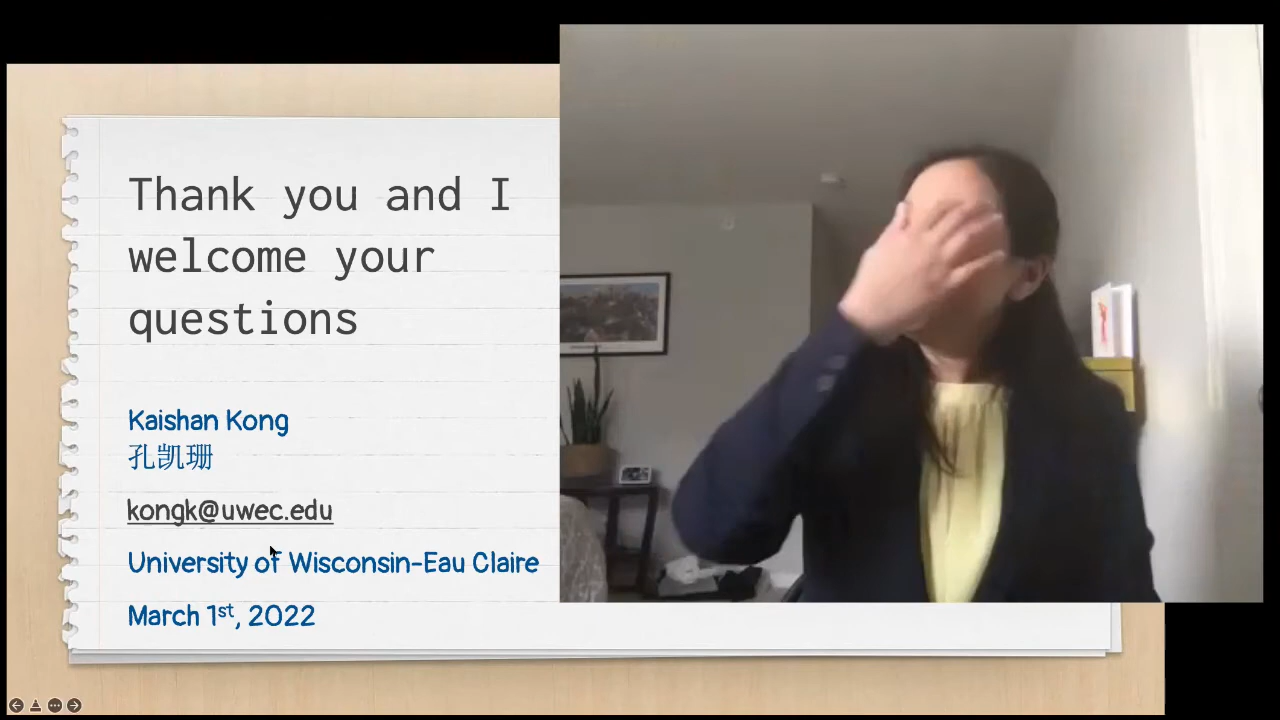 Thank you and I
welcome your
questions
Kaishan Kong
孔凯珊
kongk@uwec.edu
University of Wisconsin-Eau Claire
March 1st, 2022